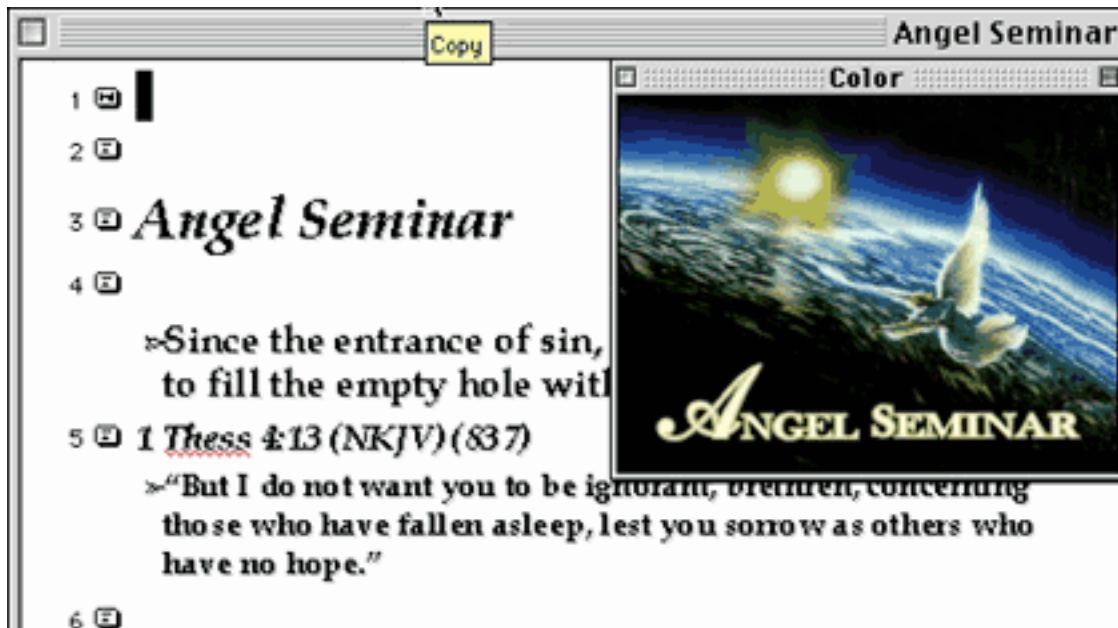 Copy
Angel Seminar
Color
1
2
3 Angel Seminar
4
➢Since the entrance of sin,
to fill the empty hole with
5 1 Thess 4:13 (NKJV) (837)
➢“But I do not want you to be ignorant, brethren, concerning
those who have fallen asleep, lest you sorrow as others who
have no hope.”
6
ANGEL SEMINAR